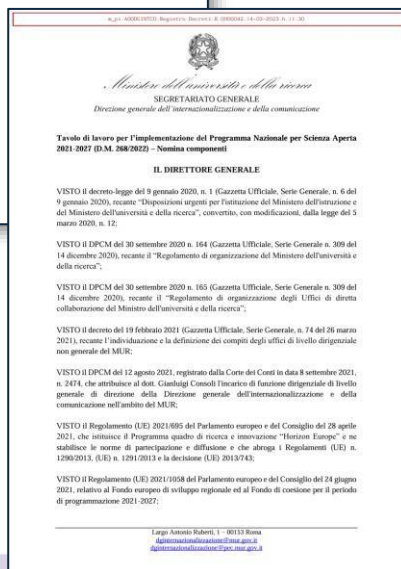 Ministero dell'università e della ricerca
SEGRETARIATO GENERALE
Direzione generale dell'internazionalizzazione e della comunicazione
Tavolo di lavoro per l'implementazione del Programma Nazionale per Scienza Aperta
2021-2027 (D.M. 268/2022) – Nomina componenti
IL DIRETTORE GENERALE
VISTO il decreto-legge del 9 gennaio 2020, n. 1 (Gazzetta Ufficiale, Serie Generale, n. 6 del
9 gennaio 2020), recante "Disposizioni urgenti per l'istituzione del Ministero dell'istruzione e
del Ministero dell'università e della ricerca", convertito, con modificazioni, dalla legge del 5
marzo 2020, n. 12;
VISTO il DPCM del 30 settembre 2020 n. 164 (Gazzetta Ufficiale, Serie Generale n. 309 del
14 dicembre 2020), recante il "Regolamento di organizzazione del Ministero dell'università e
della ricerca";
VISTO il DPCM del 30 settembre 2020 n. 165 (Gazzetta Ufficiale, Serie Generale n. 309 del
14 dicembre 2020), recante il "Regolamento di organizzazione degli Uffici di diretta
collaborazione del Ministro dell'università e della ricerca";
VISTO il decreto del 19 febbraio 2021 (Gazzetta Ufficiale, Serie Generale, n. 74 del 26 marzo
2021), recante l'individuazione e la definizione dei compiti degli uffici di livello dirigenziale
non generale del MUR;
VISTO il DPCM del 12 agosto 2021, registrato dalla Corte dei Conti in data 8 settembre 2021,
n. 2474, che attribuisce al dott. Gianluigi Consoli l'incarico di funzione dirigenziale di livello
generale di direzione della Direzione generale dell'internazionalizzazione e della
comunicazione nell'ambito del MUR;
VISTO il Regolamento (UE) 2021/695 del Parlamento europeo e del Consiglio del 28 aprile
2021, che istituisce il Programma quadro di ricerca e innovazione "Horizon Europe" e ne
stabilisce le norme di partecipazione e diffusione e che abroga i Regolamenti (UE) n.
1290/2013, (UE) n. 1291/2013 e la decisione (UE) 2013/743;
VISTO il Regolamento (UE) 2021/1058 del Parlamento europeo e del Consiglio del 24 giugno
2021, relativo al Fondo europeo di sviluppo regionale ed al Fondo di coesione per il periodo
di programmazione 2021-2027;
Largo Antonio Ruberti, 1 – 00153 Roma
dginternazionalizzazione@mur.gov.it
dginternazionalizzazione@pec.mur.gov.it